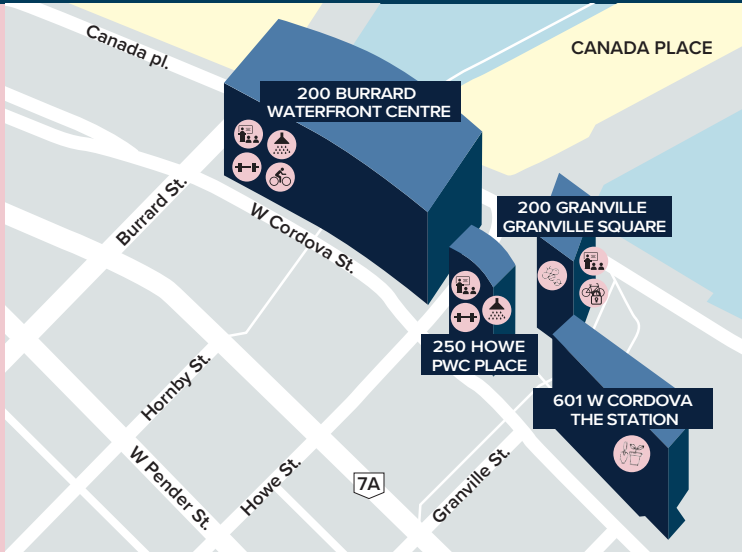 Canada pl.
CANADA PLACE
200 BURRARD
WATERFRONT CENTRE
Burrard St.
W Cordova St.
200 GRANVILLE
GRANVILLE SQUARE
250 HOWE
PWC PLACE
601 W CORDOVA
THE STATION
Hornby St.
W Pender St.
Howe St.
7A
Granville St.